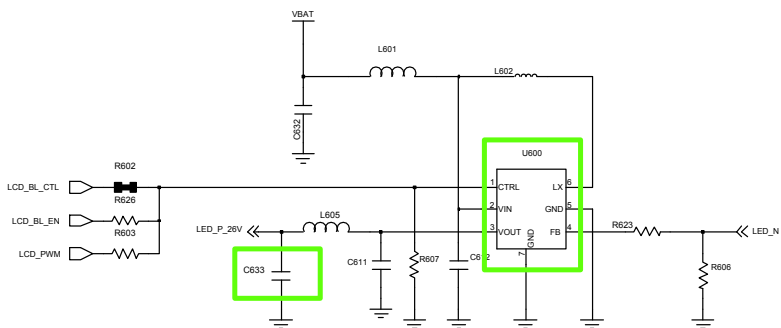 VBAT
L601
L602
C632
U600
R602
LCD_BL_CTL
1 CTRL LX 6
R626
LCD_BL_EN
2 VIN GND 5
L605
R603
LED_P_26V
3 VOUT GND FB 4
R623
LED_N
LCD_PWM
7
C633
C611
R607
C612
R606